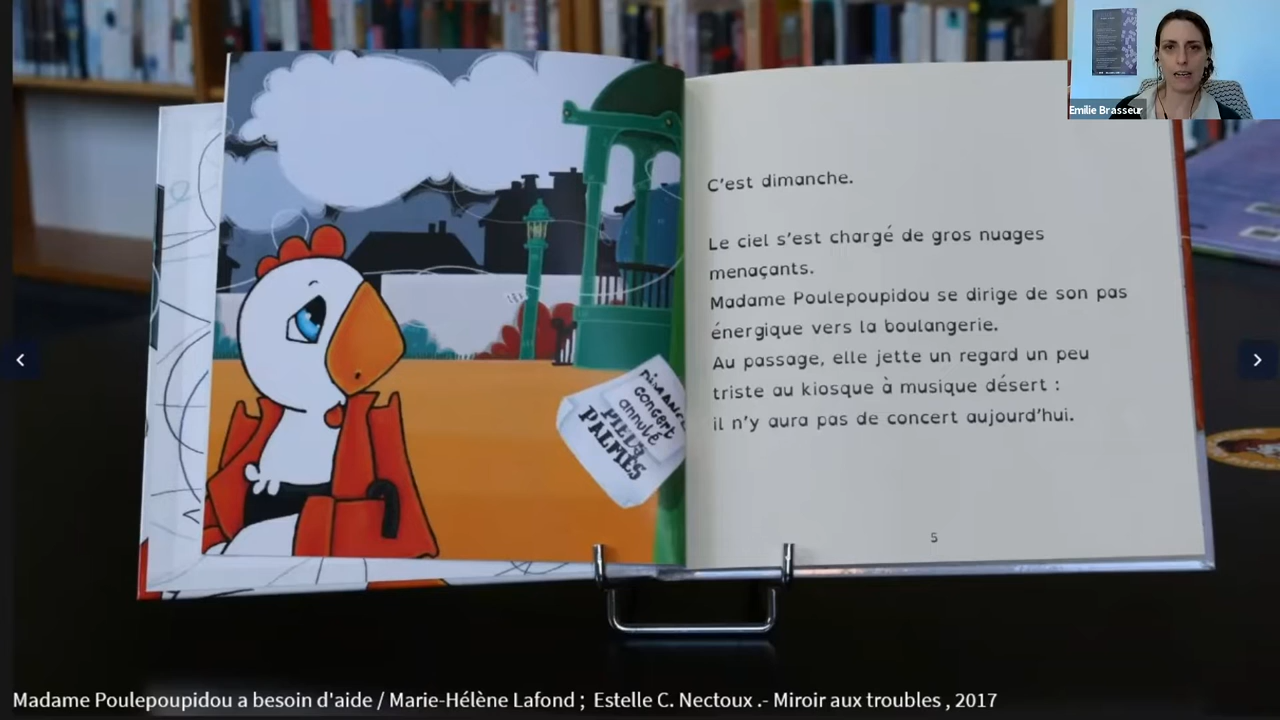 Emilie Brasseur
C'est dimanche.
Le ciel s'est chargé de gros nuages
menaçants.
Madame Poulepoupidou se dirige de son pas
énergique vers la boulangerie.
Au passage, elle jette un regard un peu
triste au kiosque à musique désert :
il n'y aura pas de concert aujourd'hui.
5
concert
annulé
PIEDS
PALMÉS
Madame Poulepoupidou a besoin d'aide / Marie-Hélène Lafond ; Estelle C. Nectoux .- Miroir aux troubles , 2017